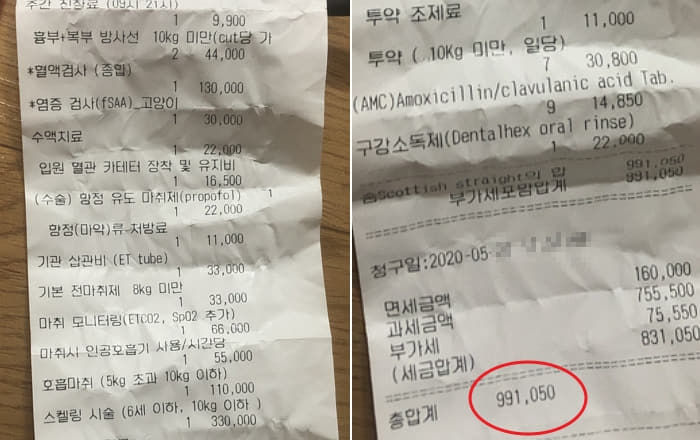 주간 진찰료 (09시~21시)
1 9,900
흉부+복부 방사선 10kg 미만(cut당 가
2 44,000
*혈액검사 (종합)
1 130,000
*염증 검사(fSAA)_고양이
1 30,000
수액치료
1 22,000
입원 혈관 카테터 장착 및 유지비
1 16,500
(수술) 항정 유도 마취제(propofol) 1
1 22,000
항정(마약)류-처방료
1 11,000
기관 삽관비 (ET tube)
1 33,000
기본 전마취제 8kg 미만
1 33,000
마취 모니터링(ETCO2, SpO2 추가)
1 66,000
마취시 인공호흡기 사용/시간당
1 55,000
호흡마취 (5kg 초과 10kg 이하)
1 110,000
스켈링 시술 (6세 이하, 10kg 이하 )
1 330,000
투약 조제료
1 11,000
투약 ( 10Kg 미만, 일당)
7 30,800
(AMC)Amoxicillin/clavulanic acid Tab.
9 14,850
구강소독제(Dentalhex oral rinse)
1 22,000
Scottish straight의 합 991,050
부가세포함합계 991,050
청구일:2020-05-
면세금액 160,000
과세금액 755,500
부가세 75,550
(세금합계) 831,050
총합계 991,050